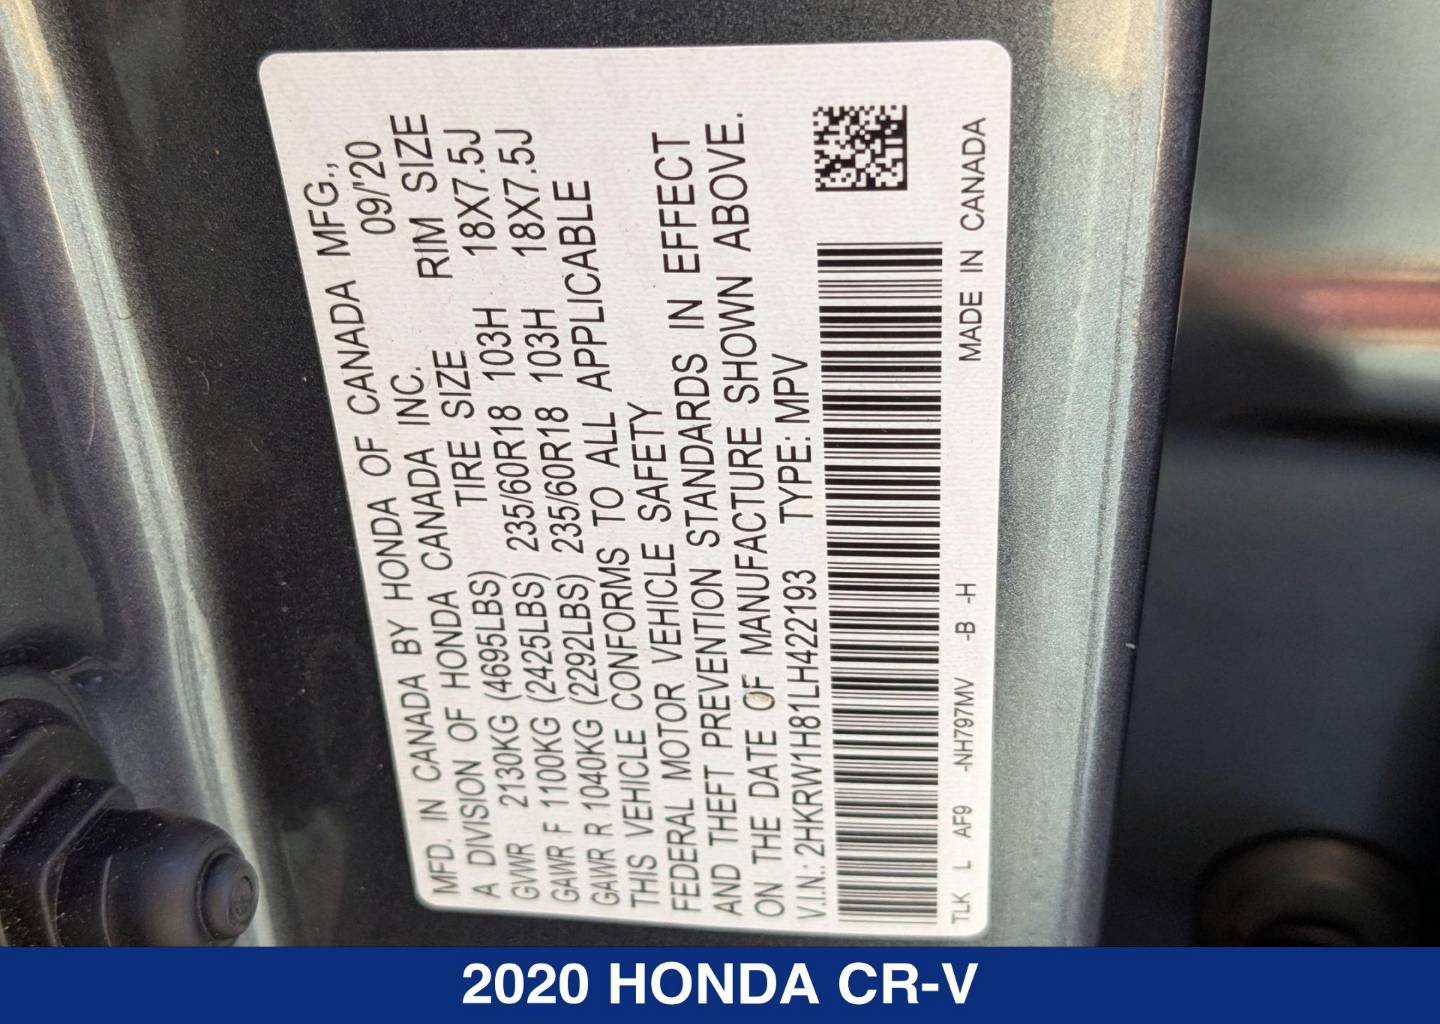 MFD. IN CANADA BY HONDA OF CANADA MFG.,
A DIVISION OF HONDA CANADA INC. 09/'20
TIRE SIZE RIM SIZE
GVWR 2130KG (4695LBS)
GAWR F 1100KG (2425LBS) 235/60R18 103H 18X7.5J
GAWR R 1040KG (2292LBS) 235/60R18 103H 18X7.5J
THIS VEHICLE CONFORMS TO ALL APPLICABLE
FEDERAL MOTOR VEHICLE SAFETY
AND THEFT PREVENTION STANDARDS IN EFFECT
ON THE DATE OF MANUFACTURE SHOWN ABOVE.
V.I.N.: 2HKRW1H81LH422193 TYPE: MPV
TLK L AF9 -NH797MV -B -H MADE IN CANADA
2020 HONDA CR-V